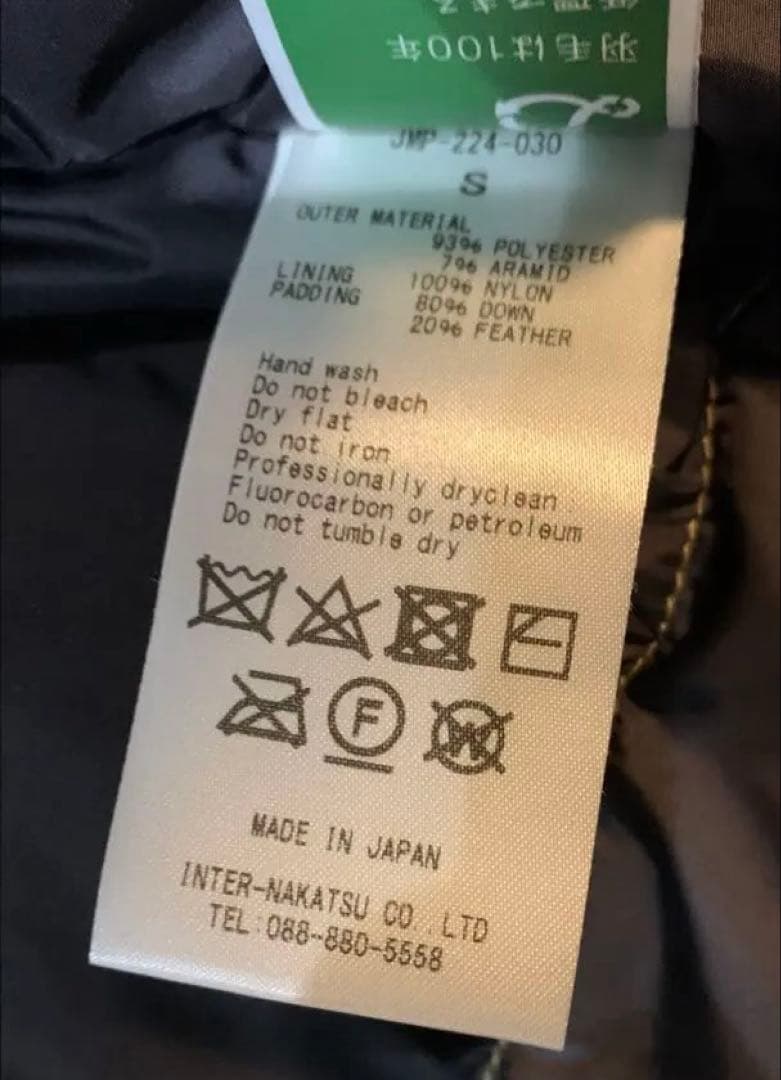 羽毛は100年
JMP-224-030
S
OUTER MATERIAL
93% POLYESTER
7% ARAMID
LINING 100% NYLON
PADDING 80% DOWN
20% FEATHER
Hand wash
Do not bleach
Dry flat
Do not iron
Professionally dryclean
Fluorocarbon or petroleum
Do not tumble dry
F
W
MADE IN JAPAN
INTER-NAKATSU CO.,LTD
TEL:088-880-5558